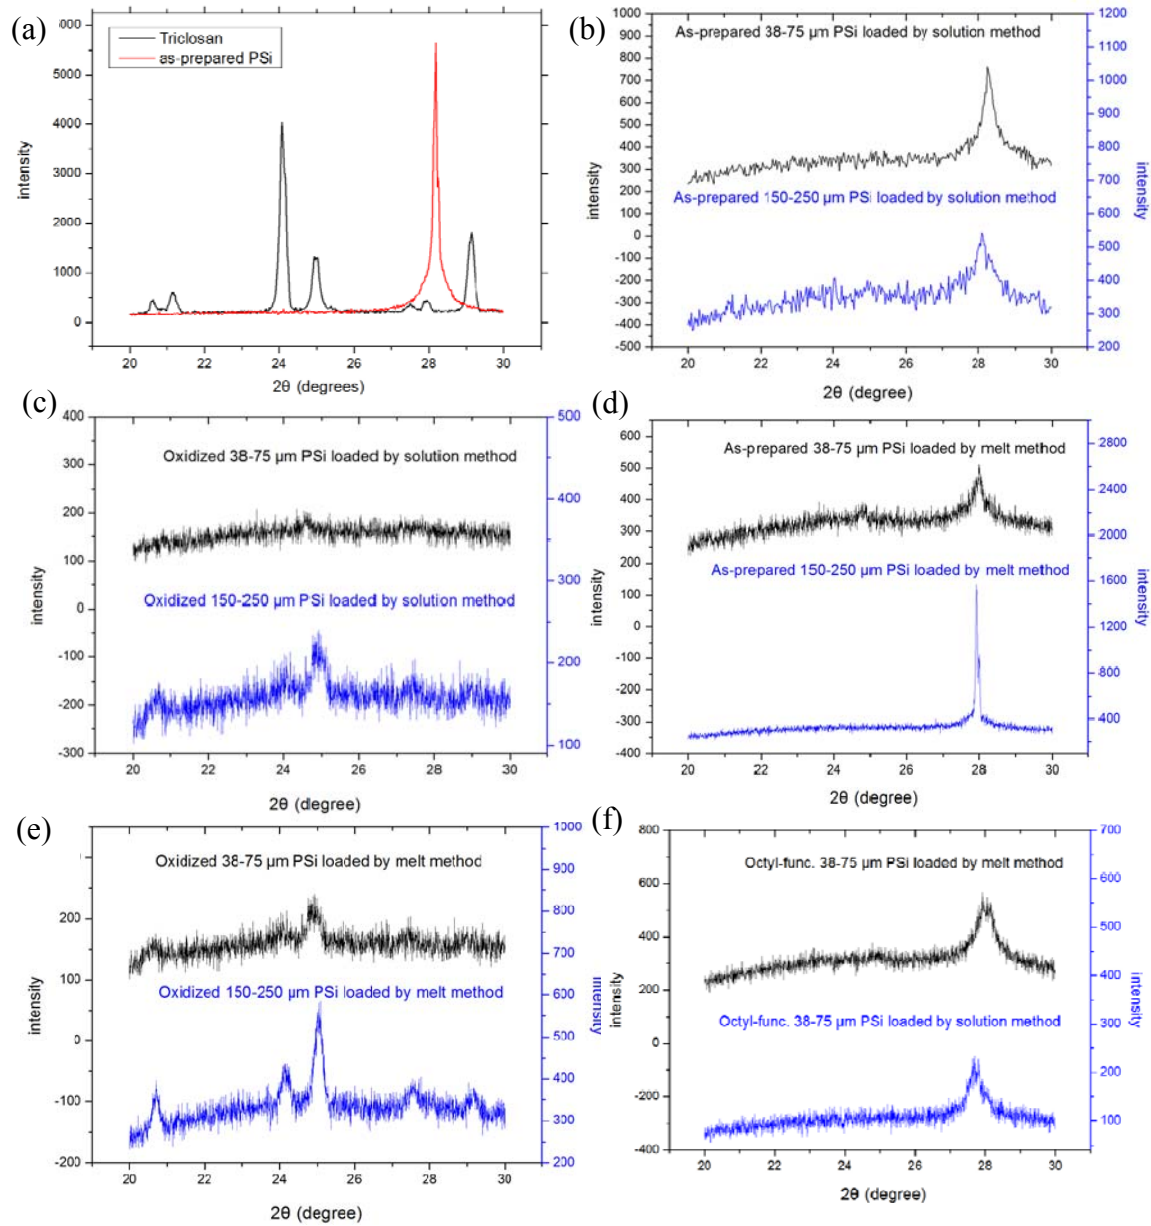 (a)
Triclosan
as-prepared PSi
6000
5000
4000
3000
2000
1000
0
intensity
20 22 24 26 28 30
2θ (degrees)
(b)
As-prepared 38-75 µm PSi loaded by solution method
As-prepared 150-250 µm PSi loaded by solution method
1000
900
800
700
600
500
400
300
200
100
0
-100
-200
-300
-400
-500
intensity
1200
1100
1000
900
800
700
600
500
400
300
200
intensity
20 22 24 26 28 30
2θ (degree)
(c)
Oxidized 38-75 µm PSi loaded by solution method
Oxidized 150-250 µm PSi loaded by solution method
400
300
200
100
0
-100
-200
-300
intensity
500
400
300
200
100
20 22 24 26 28 30
2θ (degree)
(d)
As-prepared 38-75 µm PSi loaded by melt method
As-prepared 150-250 µm PSi loaded by melt method
600
500
400
300
200
100
0
-100
-200
-300
-400
intensity
2800
2400
2000
1600
1200
800
400
intensity
20 22 24 26 28 30
2θ (degree)
(e)
Oxidized 38-75 µm PSi loaded by melt method
Oxidized 150-250 µm PSi loaded by melt method
200
100
0
-100
-200
intensity
1000
900
800
700
600
500
400
300
200
intensity
20 22 24 26 28 30
2θ (degree)
(f)
Octyl-func. 38-75 µm PSi loaded by melt method
Octyl-func. 38-75 µm PSi loaded by solution method
800
600
400
200
0
-200
-400
intensity
700
600
500
400
300
200
100
intensity
20 22 24 26 28 30
2θ (degree)